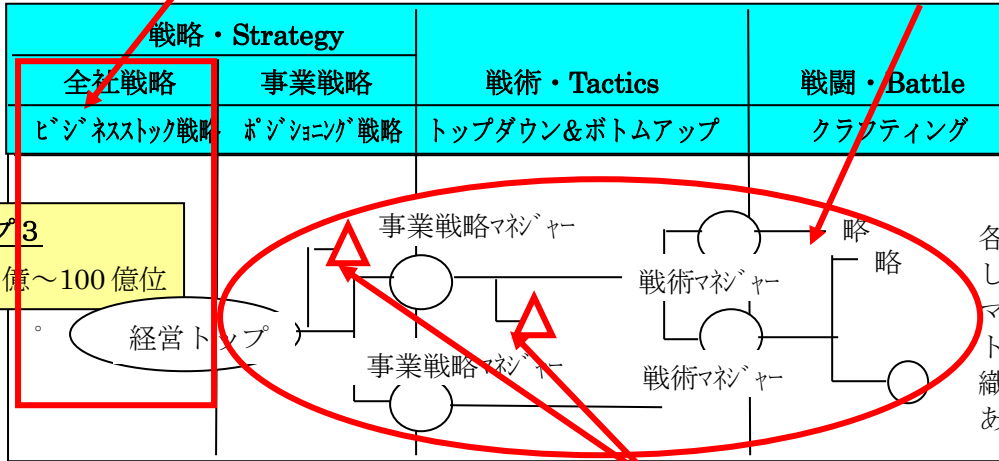 戦略・Strategy
全社戦略 事業戦略 戦術・Tactics 戦闘・Battle
ビジネスストック戦略 ポジショニング戦略 トップダウン＆ボトムアップ クラフティング
プ3
億～100億位
。
経営トップ
事業戦略マネジャー
事業戦略マネジャー
戦術マネジャー
戦術マネジャー
略
略
各
し
マ
ト
織
あ